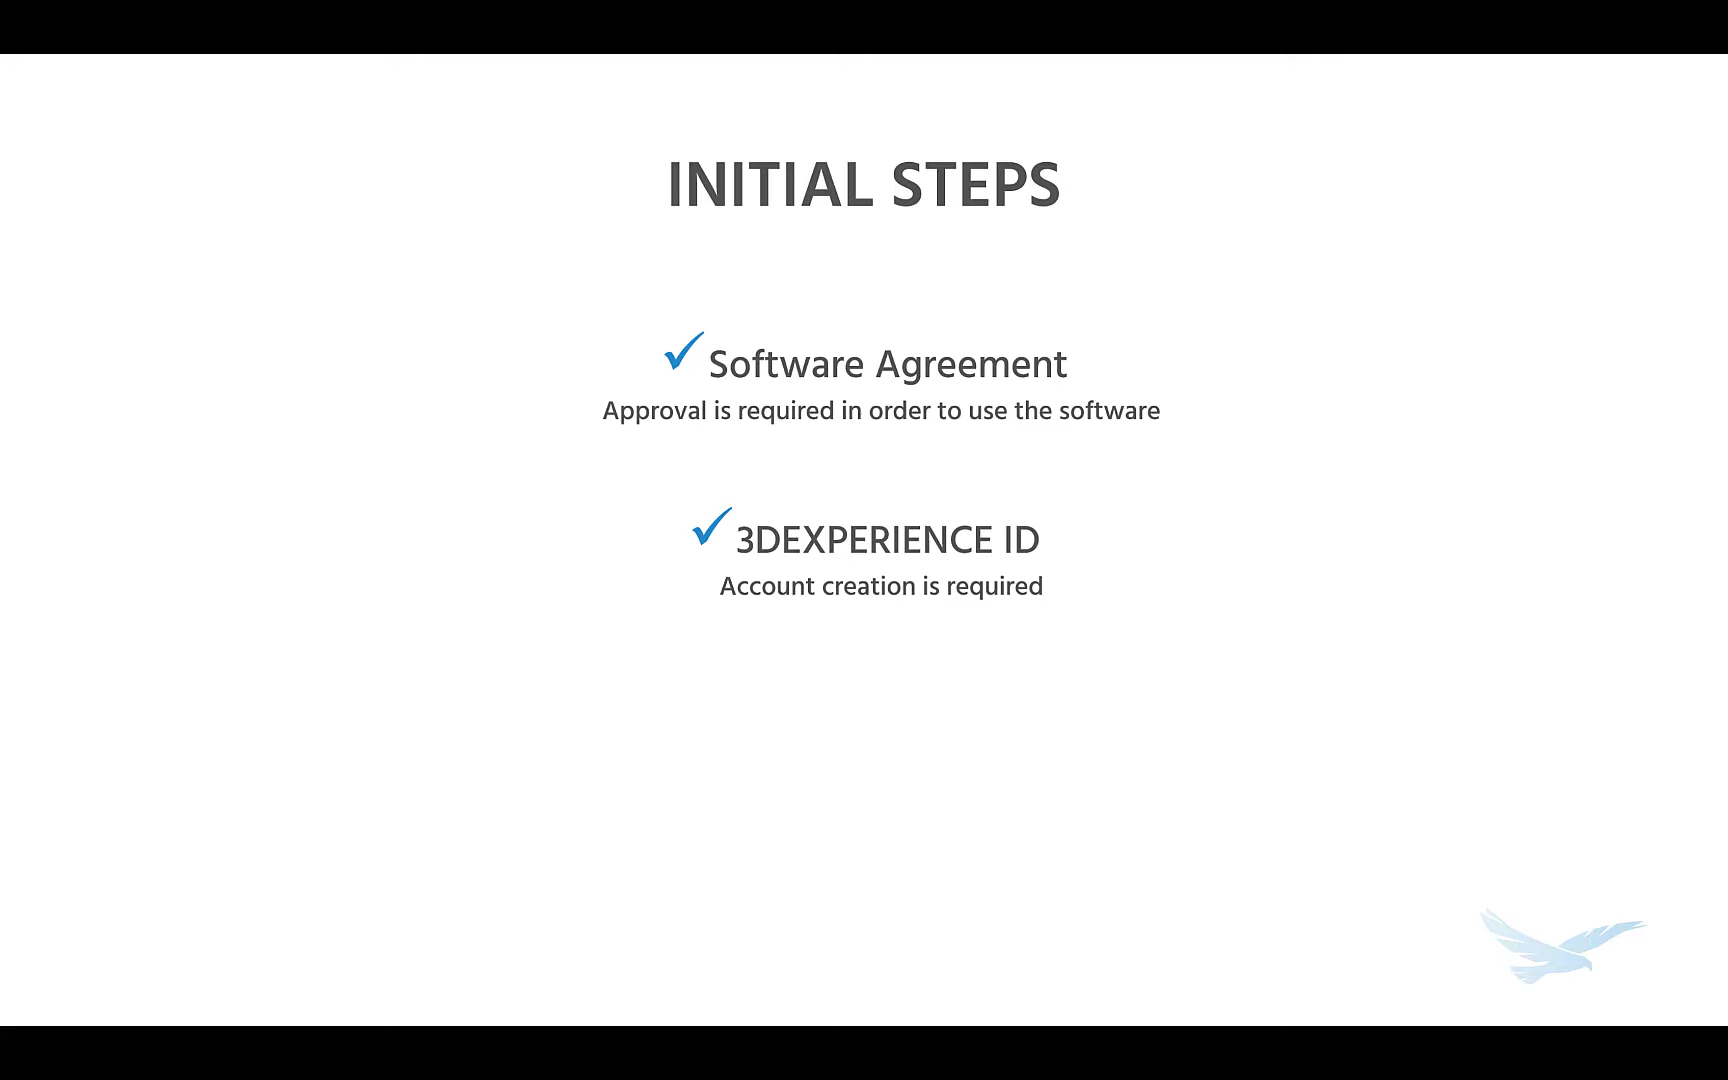 INITIAL STEPS
Software Agreement
Approval is required in order to use the software
3DEXPERIENCE ID
Account creation is required